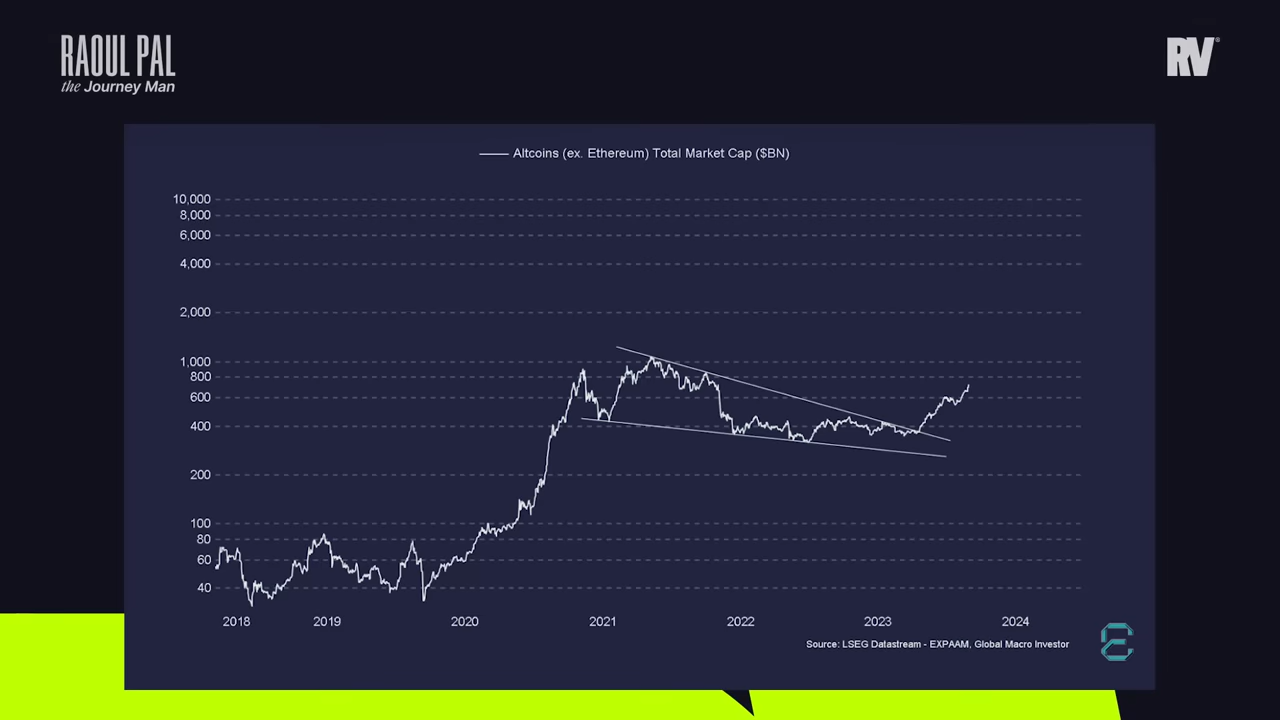 RAOUL PAL
the Journey Man
RV®
Altcoins (ex. Ethereum) Total Market Cap ($BN)
10,000
8,000
6,000
4,000
2,000
1,000
800
600
400
200
100
80
60
40
2018 2019 2020 2021 2022 2023 2024
Source: LSEG Datastream - EXPAAM, Global Macro Investor